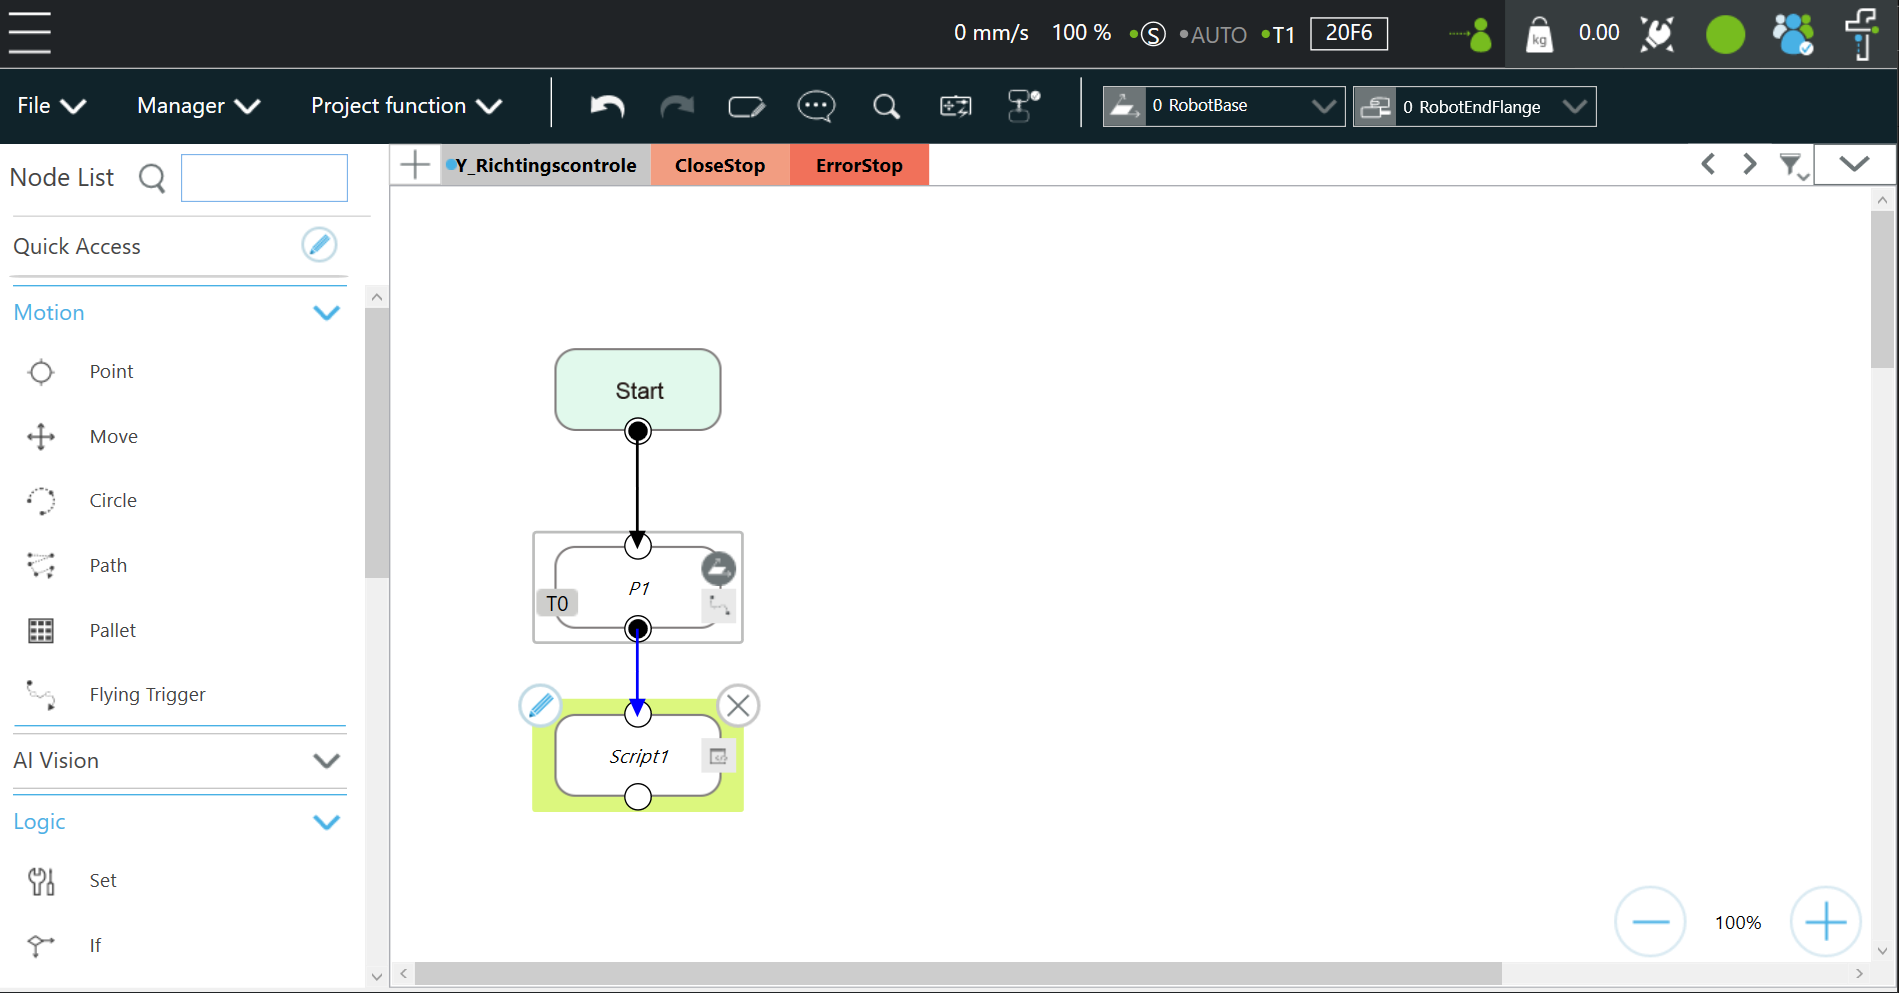 0 mm/s 100 % S AUTO T1 20F6 kg 0.00
File Manager Project function 0 RobotBase 0 RobotEndFlange
Node List
Y_Richtingscontrole CloseStop ErrorStop
Quick Access
Motion
Point
Move
Circle
Path
Pallet
Flying Trigger
AI Vision
Logic
Set
If
Start
P1
T0
Script1
100%